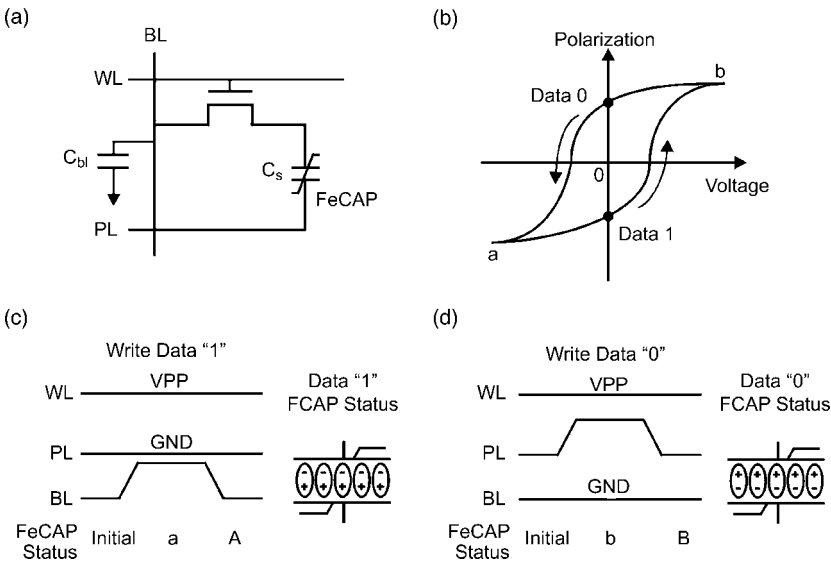 (a)
BL
WL
Cbl
Cs
FeCAP
PL
(b)
Polarization
b
Data 0
0
Voltage
Data 1
a
(c)
Write Data “1”
WL
VPP
Data “1”
FCAP Status
PL
GND
BL
FeCAP
Status
Initial a A
(d)
Write Data “0”
WL
VPP
Data “0”
FCAP Status
PL
BL
GND
FeCAP
Status
Initial b B